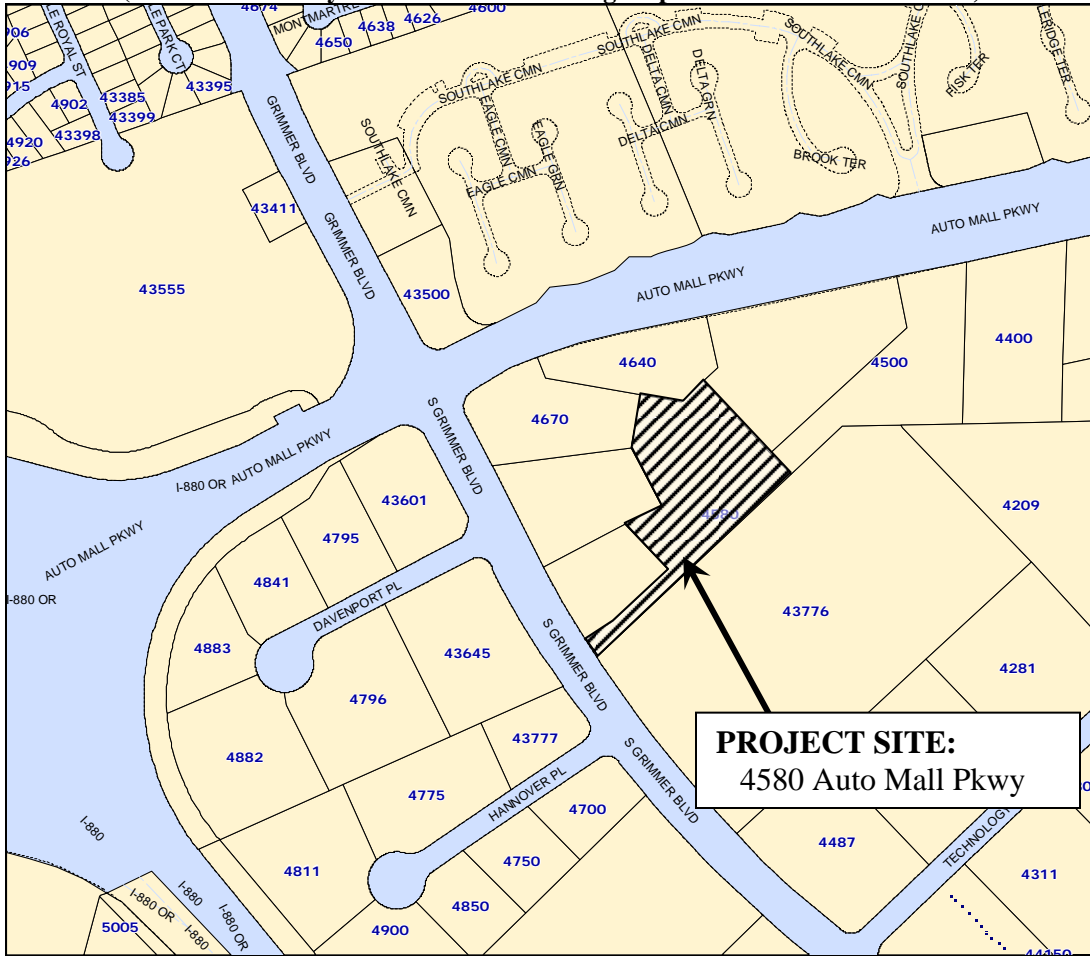 4674
4638
4626
4600
MONTMARTRE
4650
906
909
915
LE ROYAL ST
LE PARK CT
43395
4902
43385
43399
43398
4920
926
GRIMMER BLVD
GRIMMER BLVD
43411
43555
43500
SOUTHLAKE CMN
SOUTHLAKE CMN
SOUTHLAKE CMN
SOUTHLAKE CMN
SOUTHLAKE C
EAGLE CMN
EAGLE GRN
EAGLE CMN
DELTA CMN
DELTA GRN
DELTA CMN
BROOK TER
RISK TER
LERIDGE TER
AUTO MALL PKWY
AUTO MALL PKWY
4640
4670
4500
4400
4580
4209
43776
4281
S GRIMMER BLVD
S GRIMMER BLVD
S GRIMMER BLVD
I-880 OR AUTO MALL PKWY
AUTO MALL PKWY
I-880 OR
43601
4795
4841
4883
DAVENPORT PL
43645
4796
4882
43777
4775
HANNOVER PL
4700
4750
4811
4850
4900
I-880
I-880 OR
I-880
I-880
I-880 OR
5005
PROJECT SITE:
4580 Auto Mall Pkwy
4487
TECHNOLOGY
4311
44150